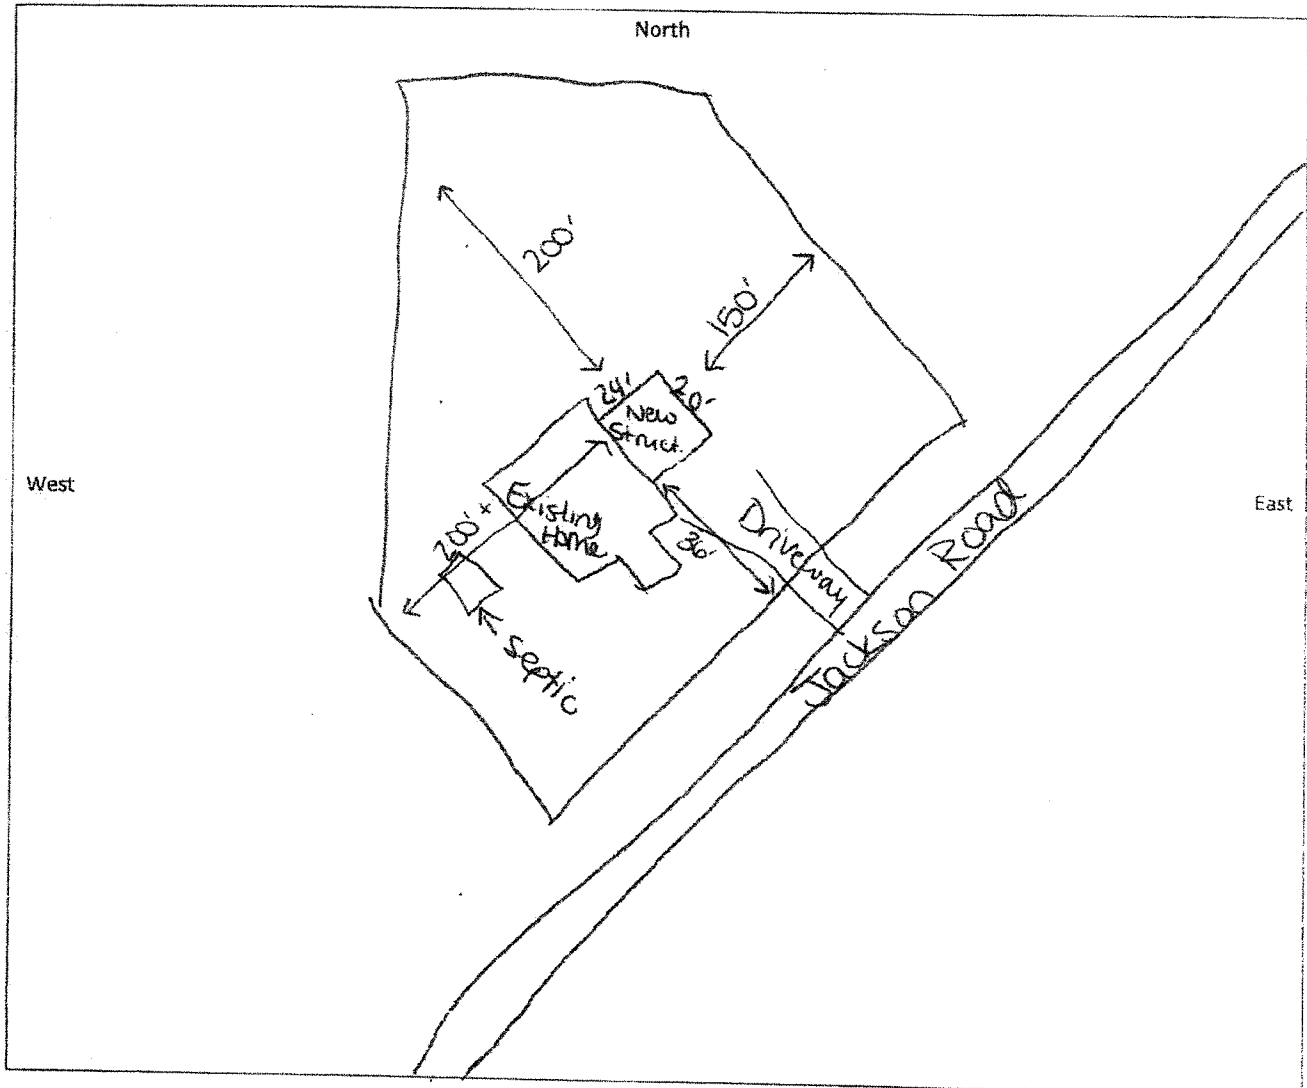 North
200'
150'
24'
20'
New
Struct.
West
East
200'+
Existing
Home
36'
Driveway
Jackson Road
Septic